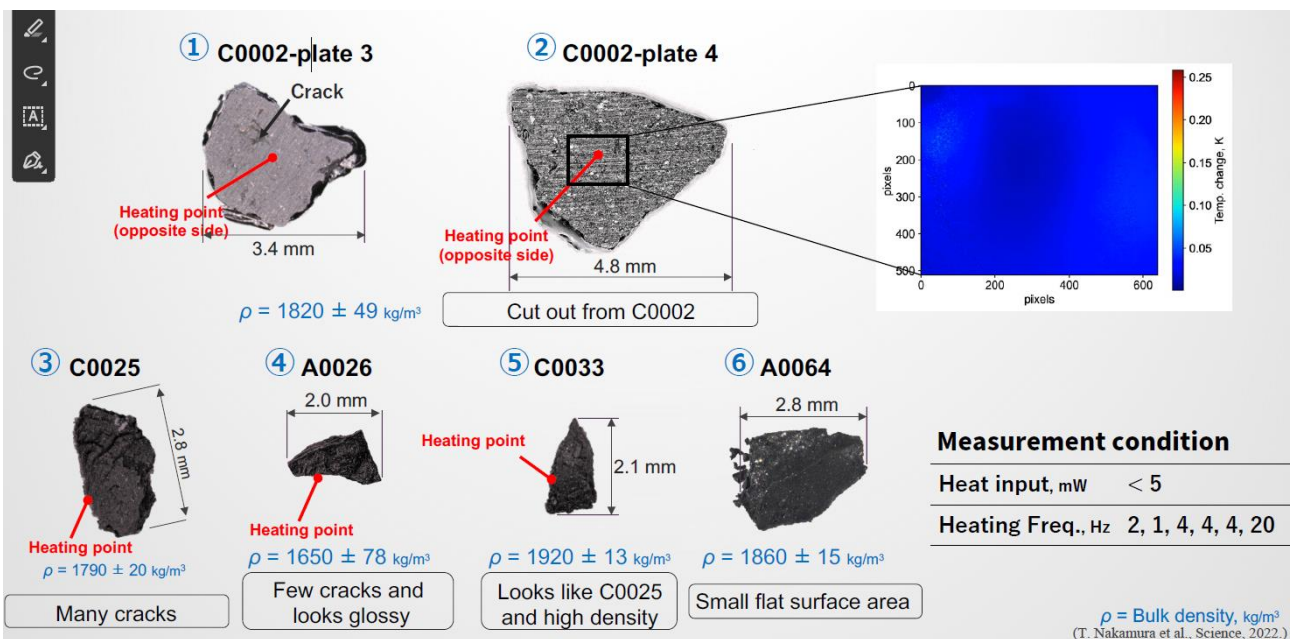 ① C0002-plate 3
Crack
Heating point
(opposite side)
3.4 mm
ρ = 1820 ± 49 kg/m³
② C0002-plate 4
Heating point
(opposite side)
4.8 mm
Cut out from C0002
0
100
200
300
400
500
pixels
0
200
400
600
pixels
0.25
0.20
0.15
0.10
0.05
Temp. change, K
③ C0025
2.8 mm
Heating point
ρ = 1790 ± 20 kg/m³
Many cracks
④ A0026
2.0 mm
Heating point
ρ = 1650 ± 78 kg/m³
Few cracks and
looks glossy
⑤ C0033
Heating point
2.1 mm
ρ = 1920 ± 13 kg/m³
Looks like C0025
and high density
⑥ A0064
2.8 mm
ρ = 1860 ± 15 kg/m³
Small flat surface area
Measurement condition
Heat input, mW < 5
Heating Freq., Hz 2, 1, 4, 4, 4, 20
ρ = Bulk density, kg/m³
(T. Nakamura et al., Science, 2022.)
A